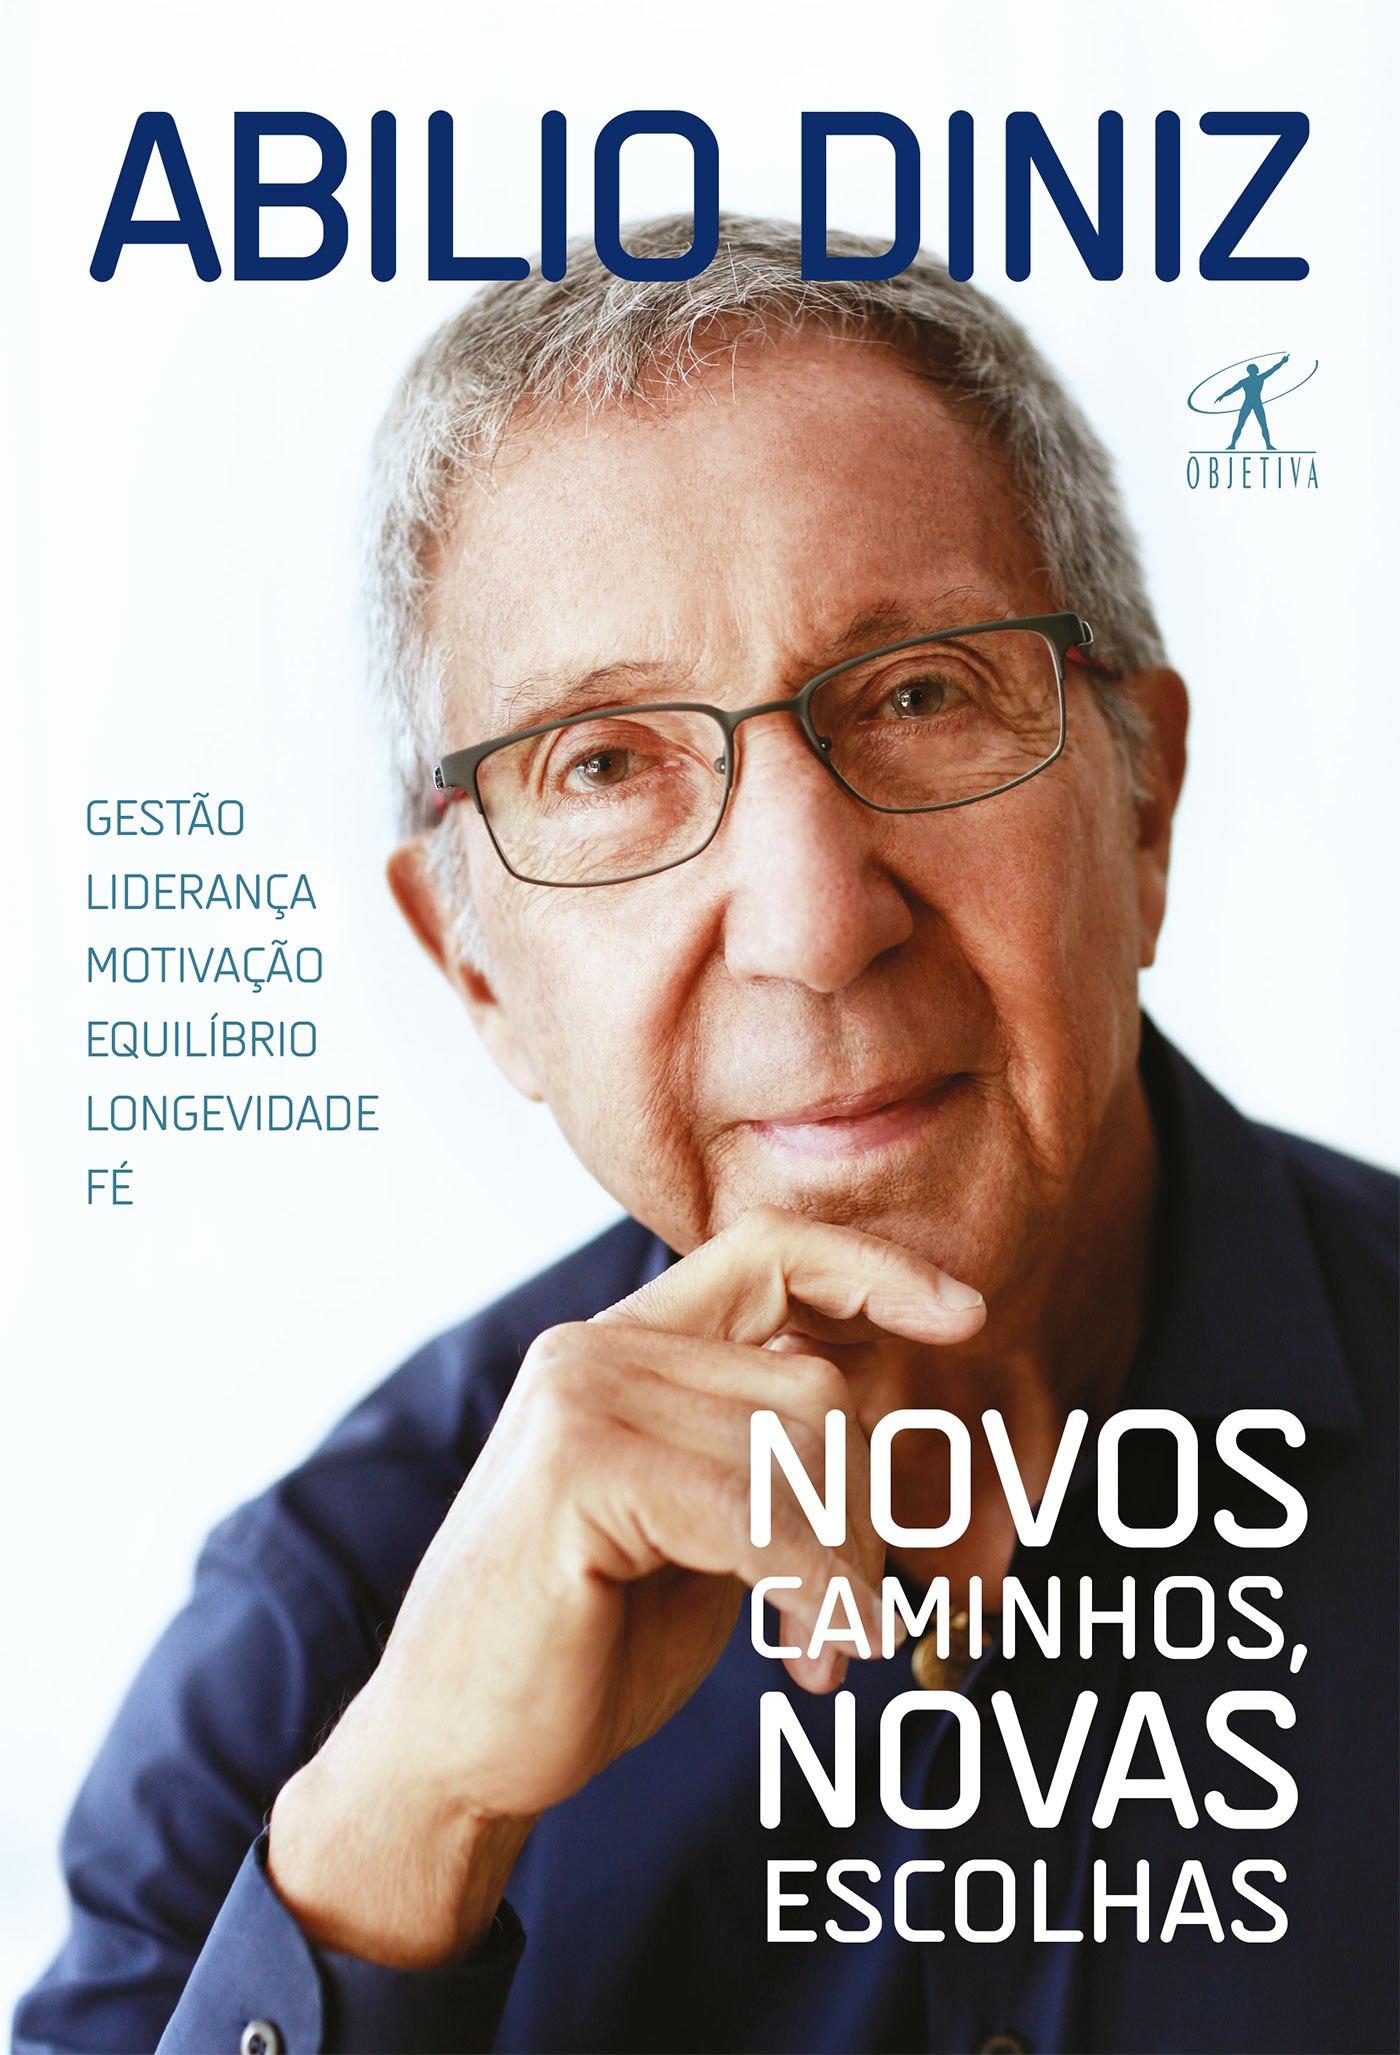 ABILIO DINIZ
OBJETIVA
GESTÃO
LIDERANÇA
MOTIVAÇÃO
EQUILÍBRIO
LONGEVIDADE
FÉ
NOVOS
CAMINHOS,
NOVAS
ESCOLHAS